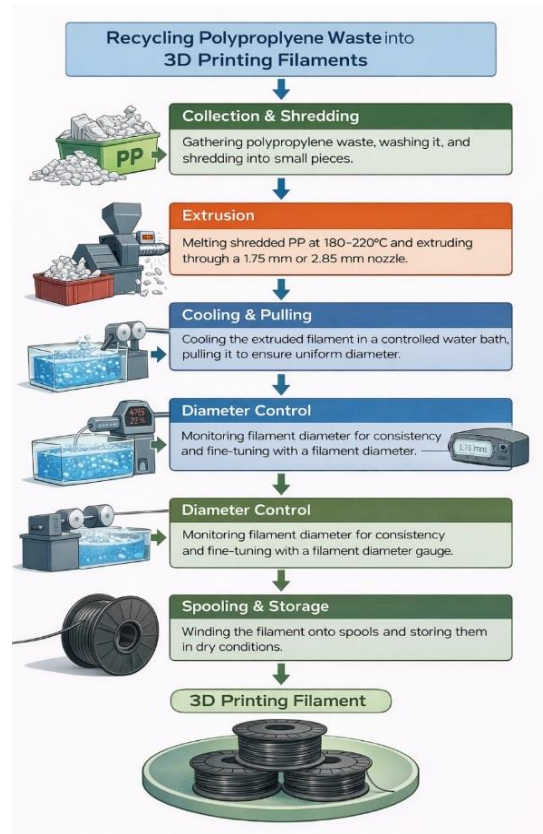 Recycling Polyproplyene Waste into
3D Printing Filaments
Collection & Shredding
PP
Gathering polypropylene waste, washing it, and
shredding into small pieces.
Extrusion
Melting shredded PP at 180–220°C and extruding
through a 1.75 mm or 2.85 mm nozzle.
Cooling & Pulling
Cooling the extruded filament in a controlled water bath,
pulling it to ensure uniform diameter.
Diameter Control
Monitoring filament diameter for consistency
and fine-tuning with a filament diameter.
1.75 mm
Diameter Control
Monitoring filament diameter for consistency
and fine-tuning with a filament diameter gauge.
Spooling & Storage
Winding the filament onto spools and storing them
in dry conditions.
3D Printing Filament